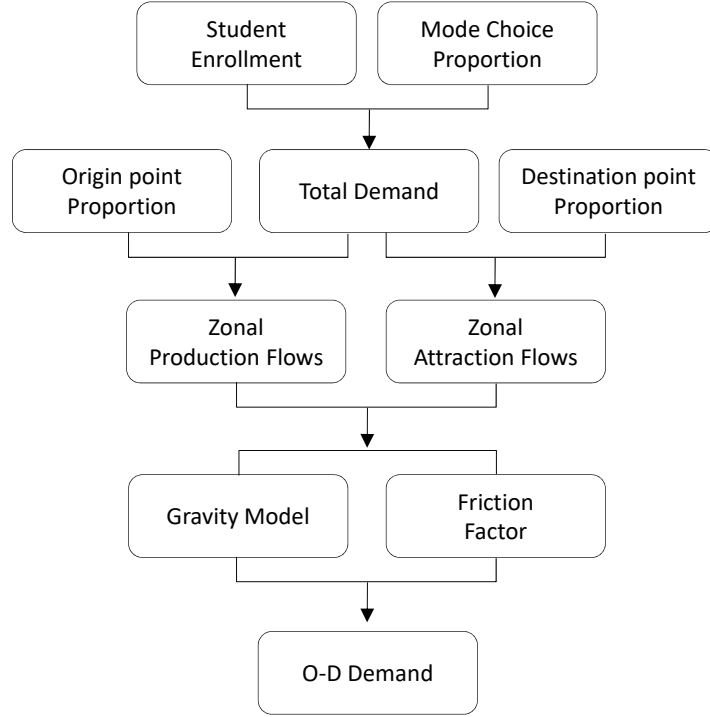 Student
Enrollment
Mode Choice
Proportion
Origin point
Proportion
Total Demand
Destination point
Proportion
Zonal
Production Flows
Zonal
Attraction Flows
Gravity Model
Friction
Factor
O-D Demand